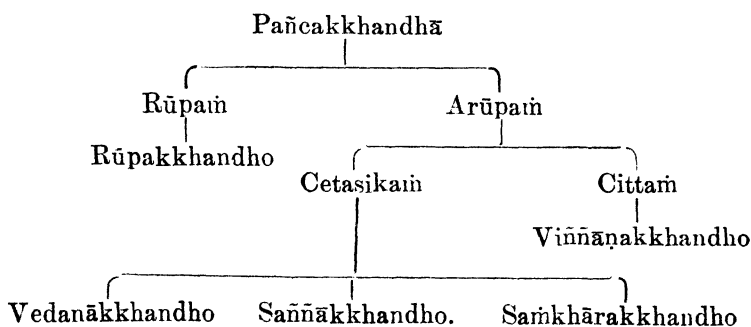 Pañcakkhandhā
Rūpaṁ Arūpaṁ
Rūpakkhandho
Cetasikaṁ Cittaṁ
Viññāṇakkhandho
Vedanākkhandho Saññākkhandho. Saṁkhārakkhandho